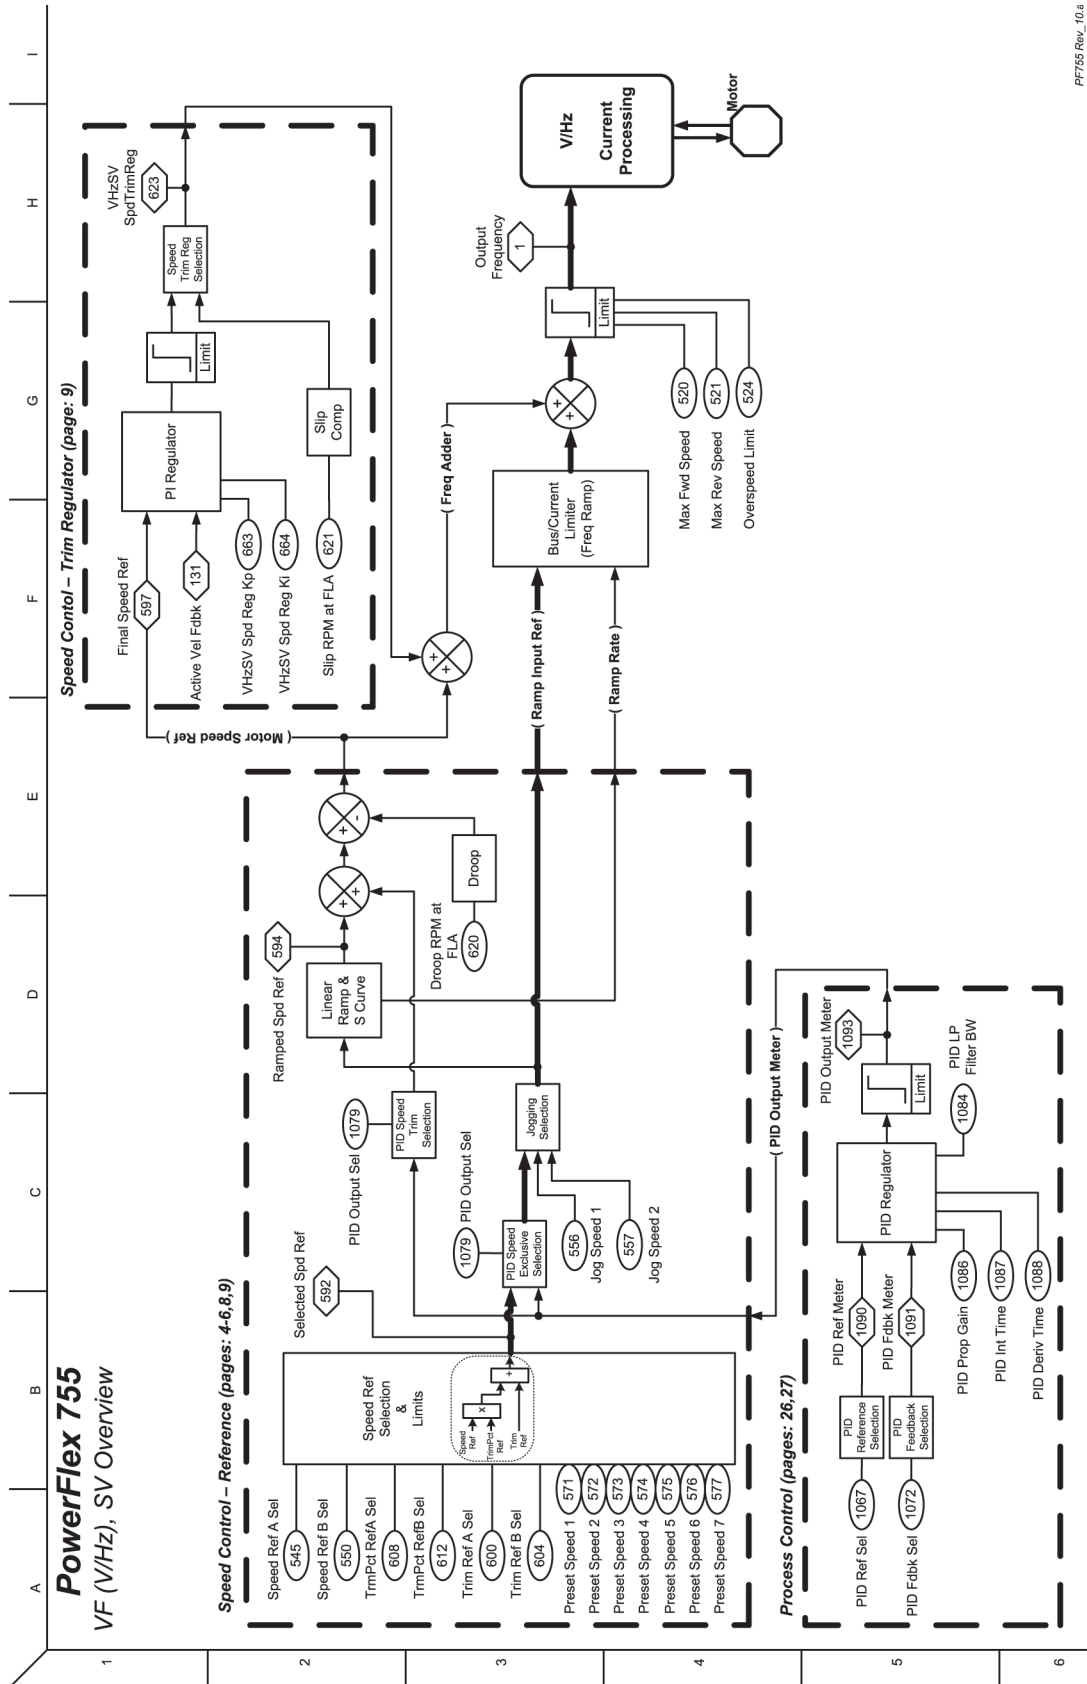 PowerFlex 755
VF (V/Hz), SV Overview
A
B
C
D
E
F
G
H
I
1
2
3
4
5
6
Speed Contol – Trim Regulator (page: 9)
Final Speed Ref
597
Active Vel Fdbk
131
VHzSV Spd Reg Kp
663
VHzSV Spd Reg Ki
664
Slip RPM at FLA
621
PI Regulator
Limit
Slip
Comp
Speed
Trim Reg
Selection
VHzSV
SpdTrimReg
623
( Motor Speed Ref )
( Freq Adder )
Speed Control – Reference (pages: 4-6,8,9)
Speed Ref A Sel
545
Speed Ref B Sel
550
TrmPct RefA Sel
608
TrmPct RefB Sel
612
Trim Ref A Sel
600
Trim Ref B Sel
604
Preset Speed 1
571
Preset Speed 2
572
Preset Speed 3
573
Preset Speed 4
574
Preset Speed 5
575
Preset Speed 6
576
Preset Speed 7
577
Speed Ref
Selection
&
Limits
Speed
Ref
TrimPct
Ref
Trim
Ref
x
+
Selected Spd Ref
592
PID Output Sel
1079
PID Speed
Exclusive
Selection
PID Output Sel
1079
PID Speed
Trim
Selection
556
Jog Speed 1
557
Jog Speed 2
Jogging
Selection
Ramped Spd Ref
594
Linear
Ramp &
S Curve
Droop RPM at
FLA
620
Droop
+
+
+
-
+
+
( Ramp Input Ref )
( Ramp Rate )
Bus/Current
Limiter
(Freq Ramp)
+
+
Limit
Max Fwd Speed
520
Max Rev Speed
521
Overspeed Limit
524
Output
Frequency
1
V/Hz
Current
Processing
Motor
Process Control (pages: 26,27)
PID Ref Sel
1067
PID Fdbk Sel
1072
PID
Reference
Selection
PID
Feedback
Selection
PID Ref Meter
1090
PID Fdbk Meter
1091
PID Prop Gain
1086
PID Int Time
1087
PID Deriv Time
1088
PID Regulator
1084
PID LP
Filter BW
Limit
PID Output Meter
1093
( PID Output Meter )